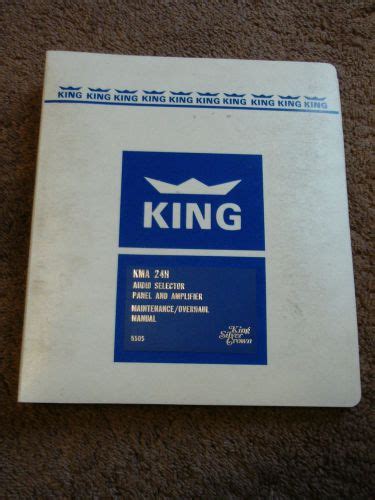 KING KING KING KING KING KING KING KING KING KING
KING
KMA 24H
AUDIO SELECTOR
PANEL AND AMPLIFIER
MAINTENANCE/OVERHAUL
MANUAL
5505
King
Silver
Crown